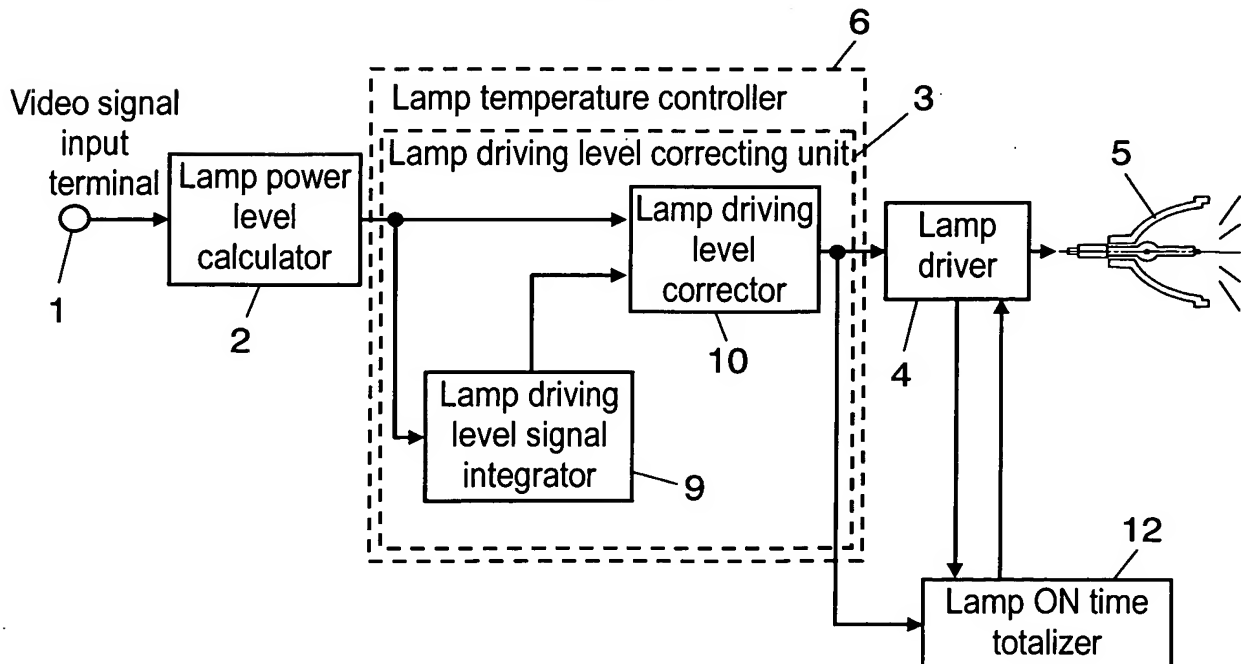 6
Lamp temperature controller
3
Video signal
input
terminal
Lamp driving level correcting unit
5
Lamp power
level
calculator
Lamp driving
level
corrector
Lamp
driver
1
2
10
4
Lamp driving
level signal
integrator
9
12
Lamp ON time
totalizer